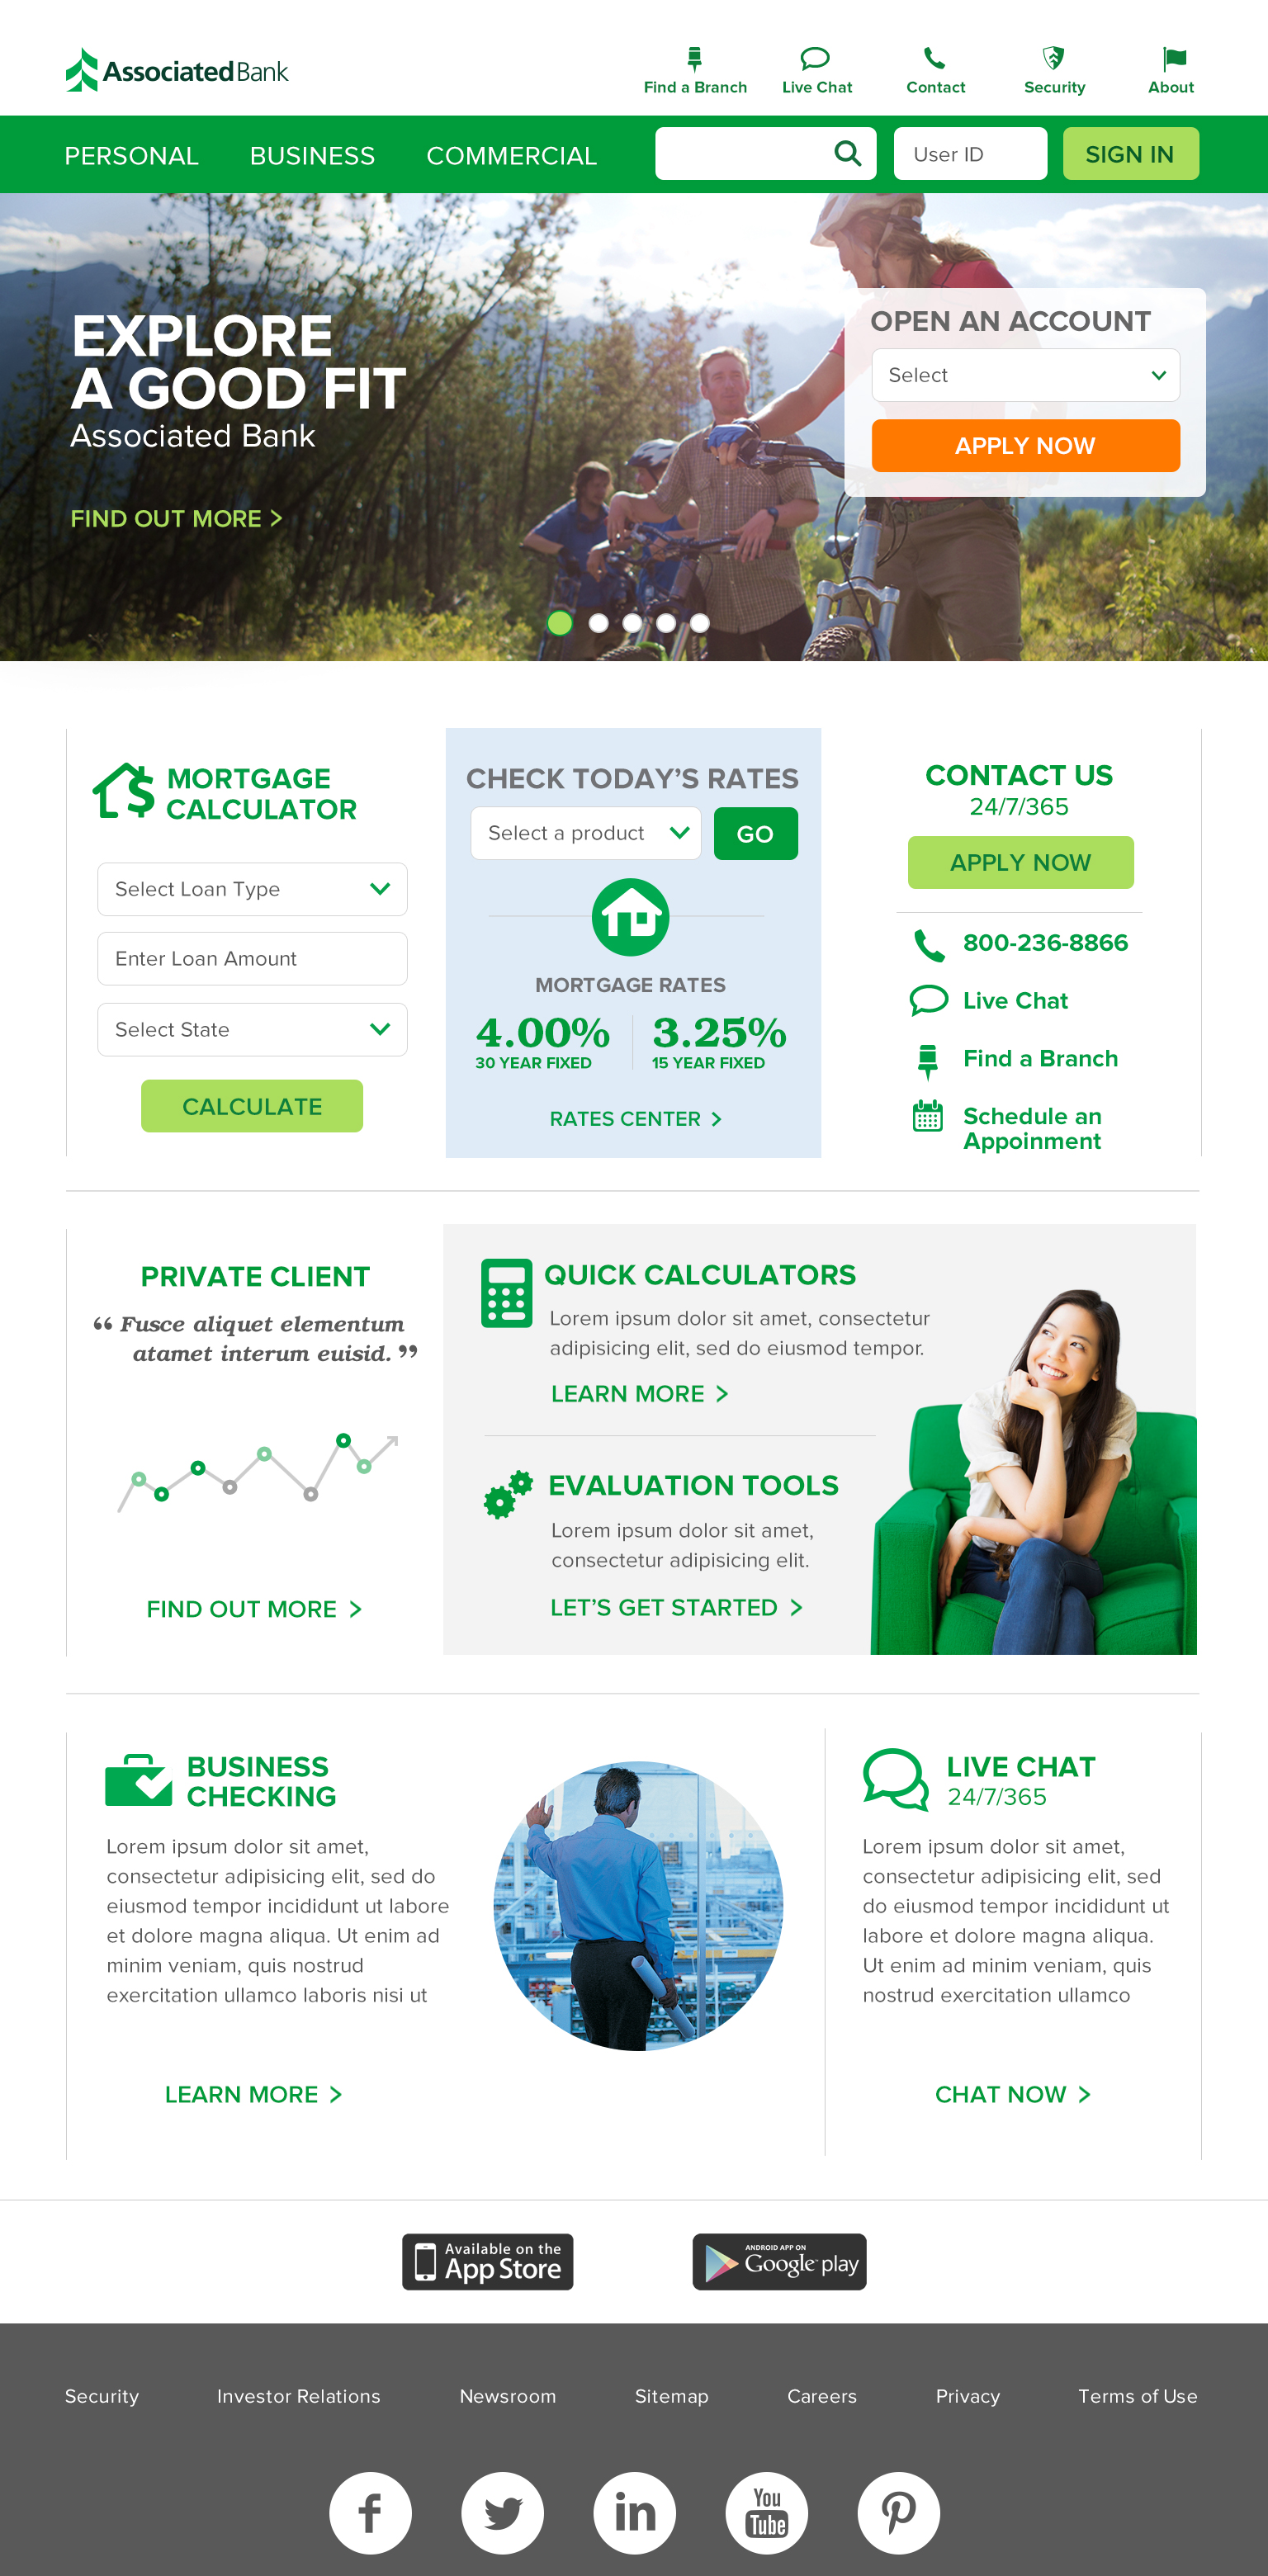 AssociatedBank
Find a Branch
Live Chat
Contact
Security
About
PERSONAL
BUSINESS
COMMERCIAL
User ID
SIGN IN
EXPLORE
A GOOD FIT
Associated Bank
FIND OUT MORE >
OPEN AN ACCOUNT
Select
APPLY NOW
MORTGAGE
CALCULATOR
Select Loan Type
Enter Loan Amount
Select State
CALCULATE
CHECK TODAY’S RATES
Select a product
GO
MORTGAGE RATES
4.00%
30 YEAR FIXED
3.25%
15 YEAR FIXED
RATES CENTER >
CONTACT US
24/7/365
APPLY NOW
800-236-8866
Live Chat
Find a Branch
Schedule an
Appoinment
PRIVATE CLIENT
“ Fusce aliquet elementum
atamet interum euisid. ”
FIND OUT MORE >
QUICK CALCULATORS
Lorem ipsum dolor sit amet, consectetur
adipisicing elit, sed do eiusmod tempor.
LEARN MORE >
EVALUATION TOOLS
Lorem ipsum dolor sit amet,
consectetur adipisicing elit.
LET’S GET STARTED >
BUSINESS
CHECKING
Lorem ipsum dolor sit amet,
consectetur adipisicing elit, sed do
eiusmod tempor incididunt ut labore
et dolore magna aliqua. Ut enim ad
minim veniam, quis nostrud
exercitation ullamco laboris nisi ut
LEARN MORE >
LIVE CHAT
24/7/365
Lorem ipsum dolor sit amet,
consectetur adipisicing elit, sed
do eiusmod tempor incididunt ut
labore et dolore magna aliqua.
Ut enim ad minim veniam, quis
nostrud exercitation ullamco
CHAT NOW >
Available on the
App Store
ANDROID APP ON
Google play
Security
Investor Relations
Newsroom
Sitemap
Careers
Privacy
Terms of Use
f
in
You
Tube